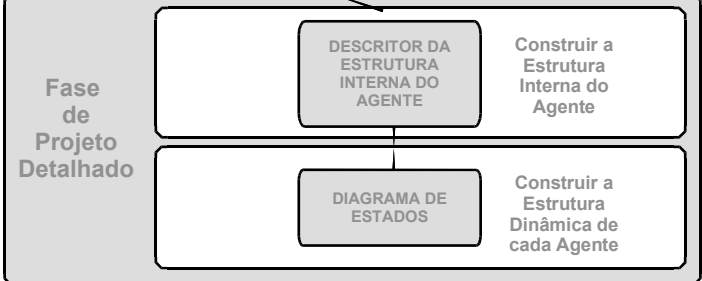 Fase
de
Projeto
Detalhado
DESCRITOR DA
ESTRUTURA
INTERNA DO
AGENTE
Construir a
Estrutura
Interna do
Agente
DIAGRAMA DE
ESTADOS
Construir a
Estrutura
Dinâmica de
cada Agente